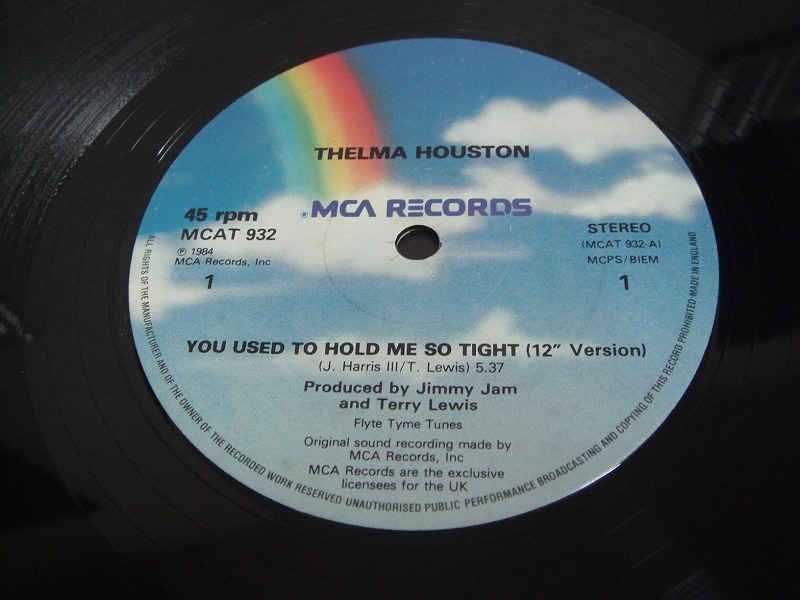 THELMA HOUSTON
® MCA RECORDS
45 rpm
MCAT 932
℗ 1984
MCA Records, Inc
1
STEREO
(MCAT 932-A)
MCPS/BIEM
1
YOU USED TO HOLD ME SO TIGHT (12" Version)
(J. Harris III/T. Lewis) 5.37
Produced by Jimmy Jam
and Terry Lewis
Flyte Tyme Tunes
Original sound recording made by
MCA Records, Inc
MCA Records are the exclusive
licensees for the UK
ALL RIGHTS OF THE MANUFACTURER AND OF THE OWNER OF THE RECORDED WORK RESERVED UNAUTHORISED PUBLIC PERFORMANCE BROADCASTING AND COPYING OF THIS RECORD PROHIBITED-MADE IN ENGLAND